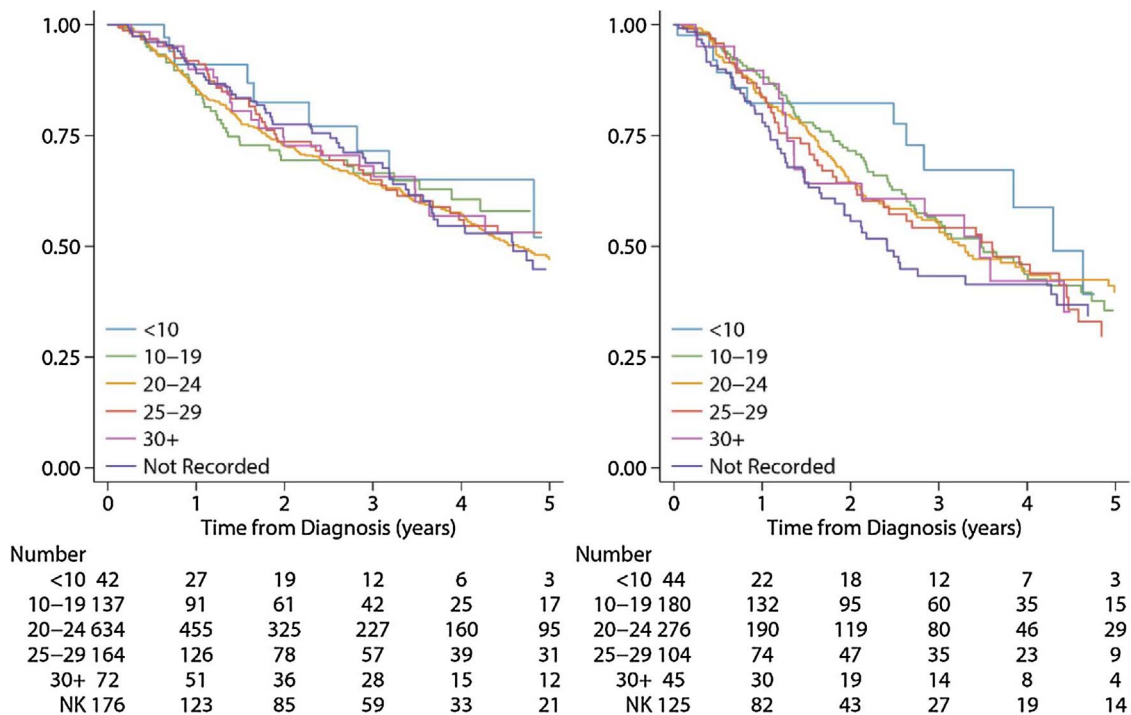 1.00
0.75
0.50
0.25
0.00
<10
10–19
20–24
25–29
30+
Not Recorded
0 1 2 3 4 5
Time from Diagnosis (years)
Number
<10 42 27 19 12 6 3
10–19 137 91 61 42 25 17
20–24 634 455 325 227 160 95
25–29 164 126 78 57 39 31
30+ 72 51 36 28 15 12
NK 176 123 85 59 33 21
1.00
0.75
0.50
0.25
0.00
<10
10–19
20–24
25–29
30+
Not Recorded
0 1 2 3 4 5
Time from Diagnosis (years)
Number
<10 44 22 18 12 7 3
10–19 180 132 95 60 35 15
20–24 276 190 119 80 46 29
25–29 104 74 47 35 23 9
30+ 45 30 19 14 8 4
NK 125 82 43 27 19 14